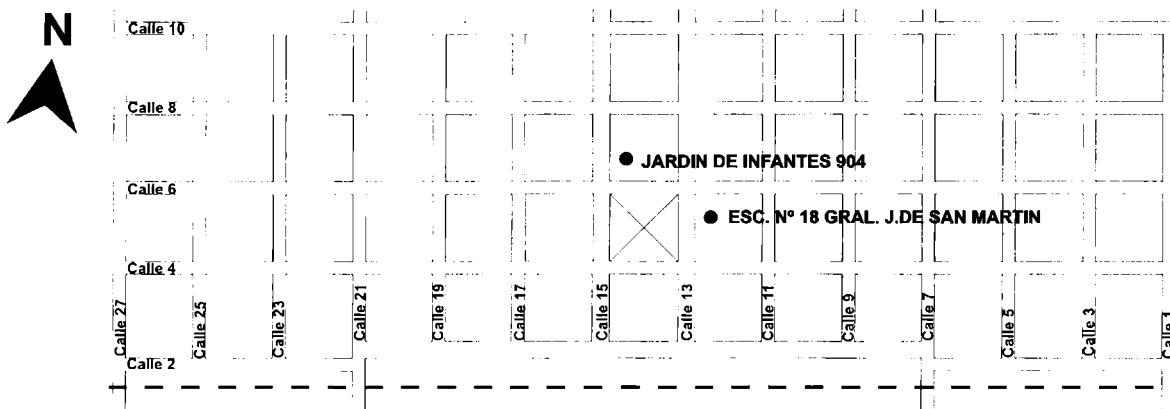 N
Calle 10
Calle 8
JARDIN DE INFANTES 904
Calle 6
ESC. Nº 18 GRAL. J.DE SAN MARTIN
Calle 4
Calle 27
Calle 25
Calle 23
Calle 21
Calle 19
Calle 17
Calle 15
Calle 13
Calle 11
Calle 9
Calle 7
Calle 5
Calle 3
Calle 1
Calle 2